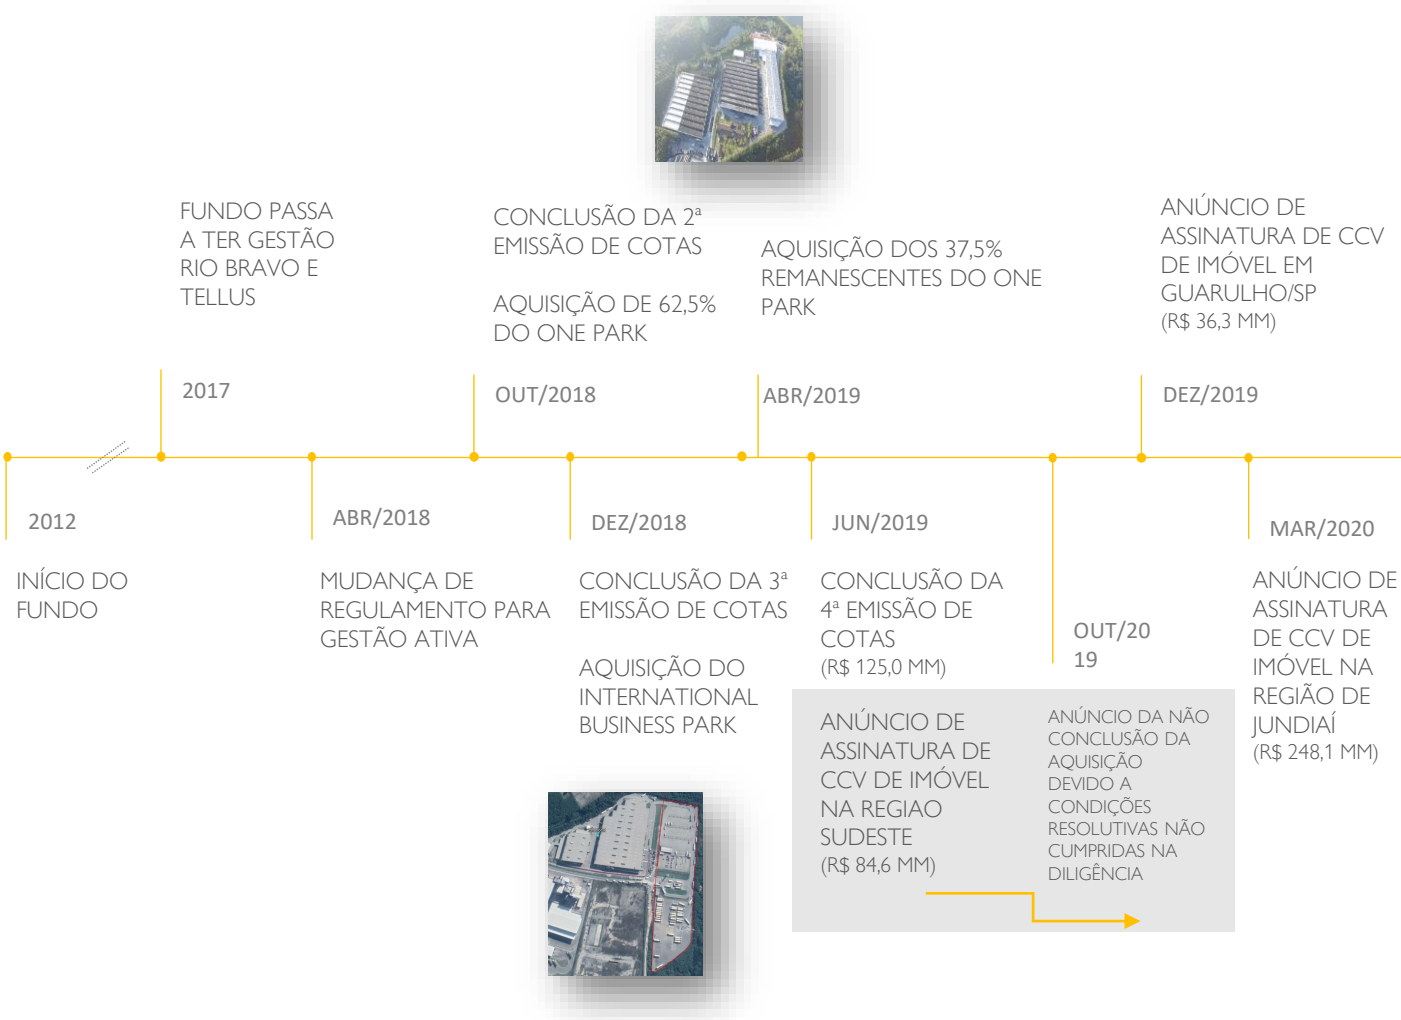 FUNDO PASSA
A TER GESTÃO
RIO BRAVO E
TELLUS
2017
CONCLUSÃO DA 2ª
EMISSÃO DE COTAS
AQUISIÇÃO DE 62,5%
DO ONE PARK
OUT/2018
AQUISIÇÃO DOS 37,5%
REMANESCENTES DO ONE
PARK
ABR/2019
ANÚNCIO DE
ASSINATURA DE CCV
DE IMÓVEL EM
GUARULHO/SP
(R$ 36,3 MM)
DEZ/2019
2012
INÍCIO DO
FUNDO
ABR/2018
MUDANÇA DE
REGULAMENTO PARA
GESTÃO ATIVA
DEZ/2018
CONCLUSÃO DA 3ª
EMISSÃO DE COTAS
AQUISIÇÃO DO
INTERNATIONAL
BUSINESS PARK
JUN/2019
CONCLUSÃO DA
4ª EMISSÃO DE
COTAS
(R$ 125,0 MM)
ANÚNCIO DE
ASSINATURA DE
CCV DE IMÓVEL
NA REGIAO
SUDESTE
(R$ 84,6 MM)
OUT/20
19
ANÚNCIO DA NÃO
CONCLUSÃO DA
AQUISIÇÃO
DEVIDO A
CONDIÇÕES
RESOLUTIVAS NÃO
CUMPRIDAS NA
DILIGÊNCIA
MAR/2020
ANÚNCIO DE
ASSINATURA
DE CCV DE
IMÓVEL NA
REGIÃO DE
JUNDIAÍ
(R$ 248,1 MM)